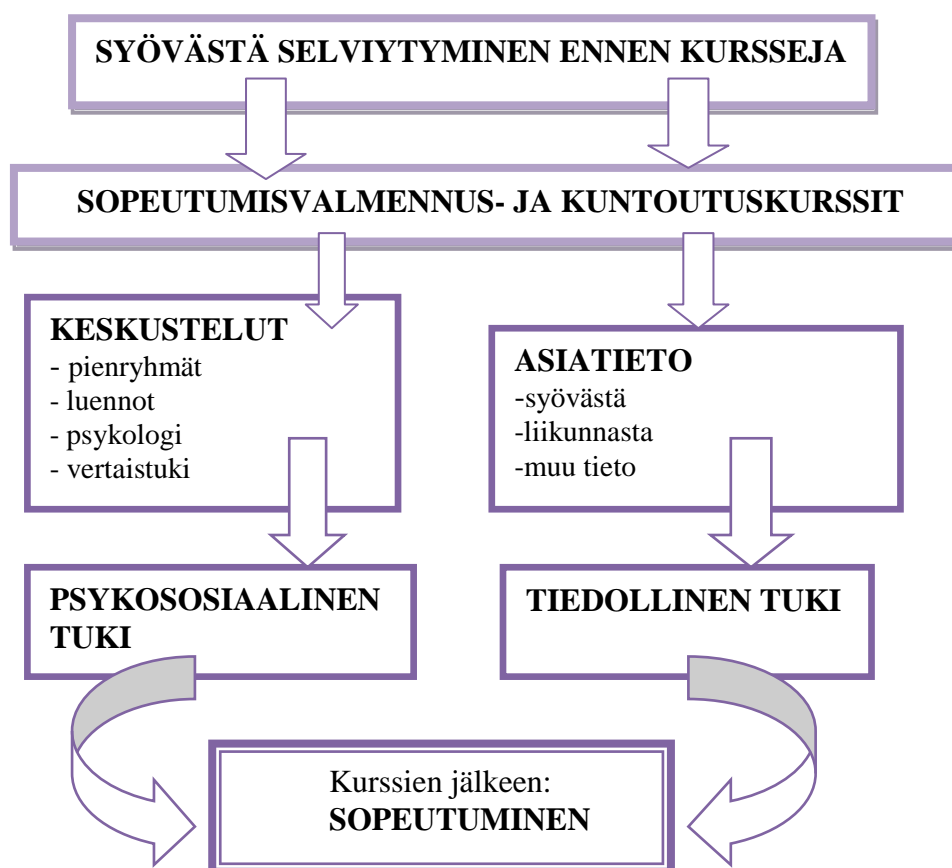 SYÖVÄSTÄ SELVIYTYMINEN ENNEN KURSSEJA
SOPEUTUMISVALMENNUS- JA KUNTOUTUSKURSSIT
KESKUSTELUT
- pienryhmät
- luennot
- psykologi
- vertaistuki
ASIATIETO
-syövästä
-liikunnasta
-muu tieto
PSYKOSOSIAALINEN
TUKI
TIEDOLLINEN TUKI
Kurssien jälkeen:
SOPEUTUMINEN